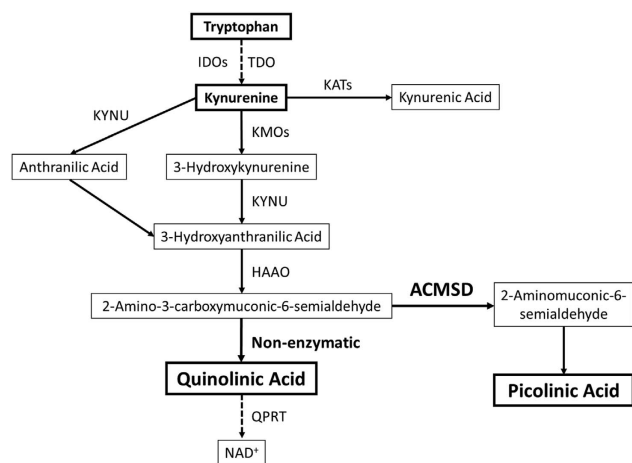 Tryptophan
IDOs TDO
Kynurenine
KATs
Kynurenic Acid
KYNU
KMOs
Anthranilic Acid
3-Hydroxykynurenine
KYNU
3-Hydroxyanthranilic Acid
HAAO
2-Amino-3-carboxymuconic-6-semialdehyde
ACMSD
2-Aminomuconic-6-
semialdehyde
Non-enzymatic
Quinolinic Acid
Picolinic Acid
QPRT
NAD⁺